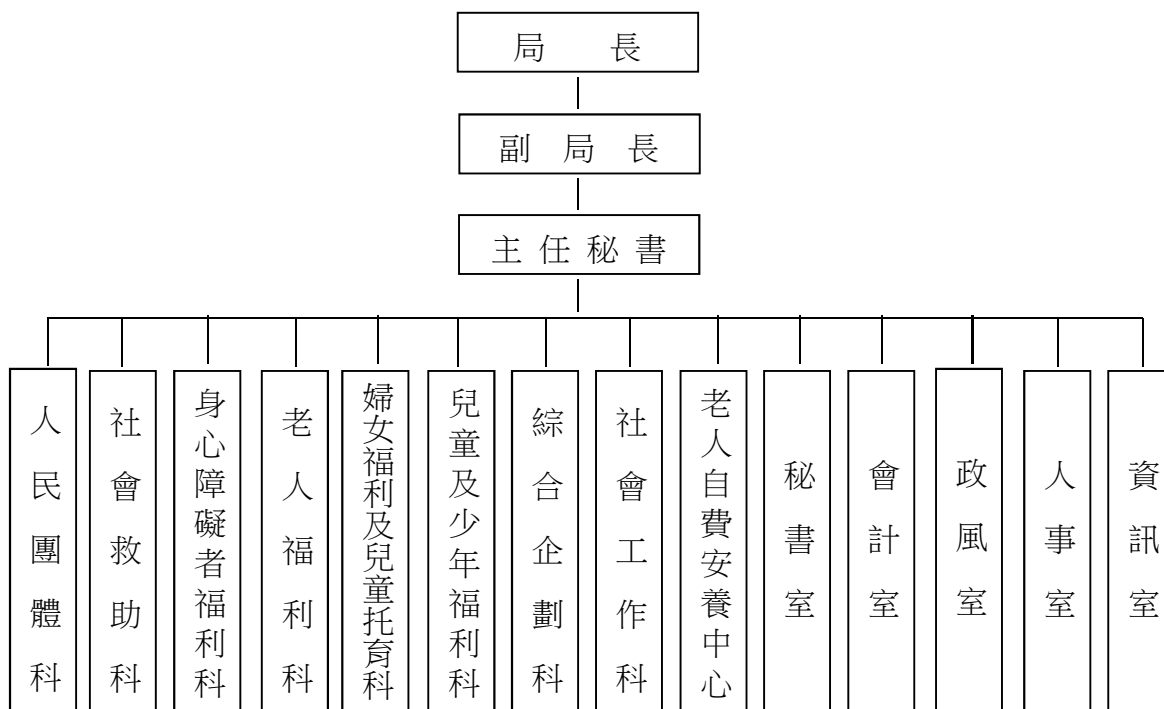 局長
副局長
主任秘書
人民團體科
社會救助科
身心障礙者福利科
老人福利科
婦女福利及兒童托育科
兒童及少年福利科
綜合企劃科
社會工作科
老人自費安養中心
秘書室
會計室
政風室
人事室
資訊室